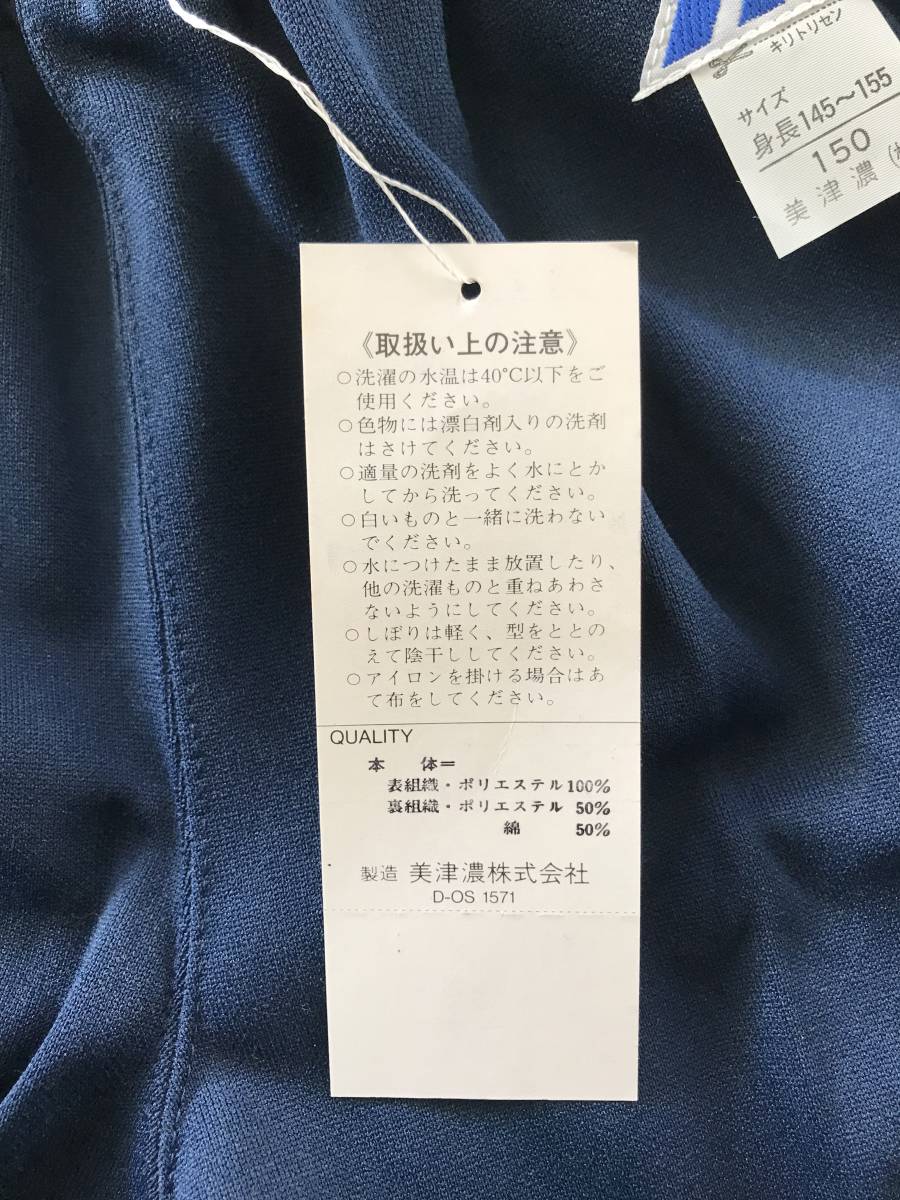 キリトリセン
サイズ
身長145～155
150
美津濃
《取扱い上の注意》
○洗濯の水温は40℃以下をご
使用ください。
○色物には漂白剤入りの洗剤
はさけてください。
○適量の洗剤をよく水にとか
してから洗ってください。
○白いものと一緒に洗わない
でください。
○水につけたまま放置したり、
他の洗濯ものと重ねあわさ
ないようにしてください。
○しぼりは軽く、型をととの
えて陰干ししてください。
○アイロンを掛ける場合はあ
て布をしてください。
QUALITY
本 体＝
表組織・ポリエステル 100%
裏組織・ポリエステル 50%
綿 50%
製造 美津濃株式会社
D-OS 1571